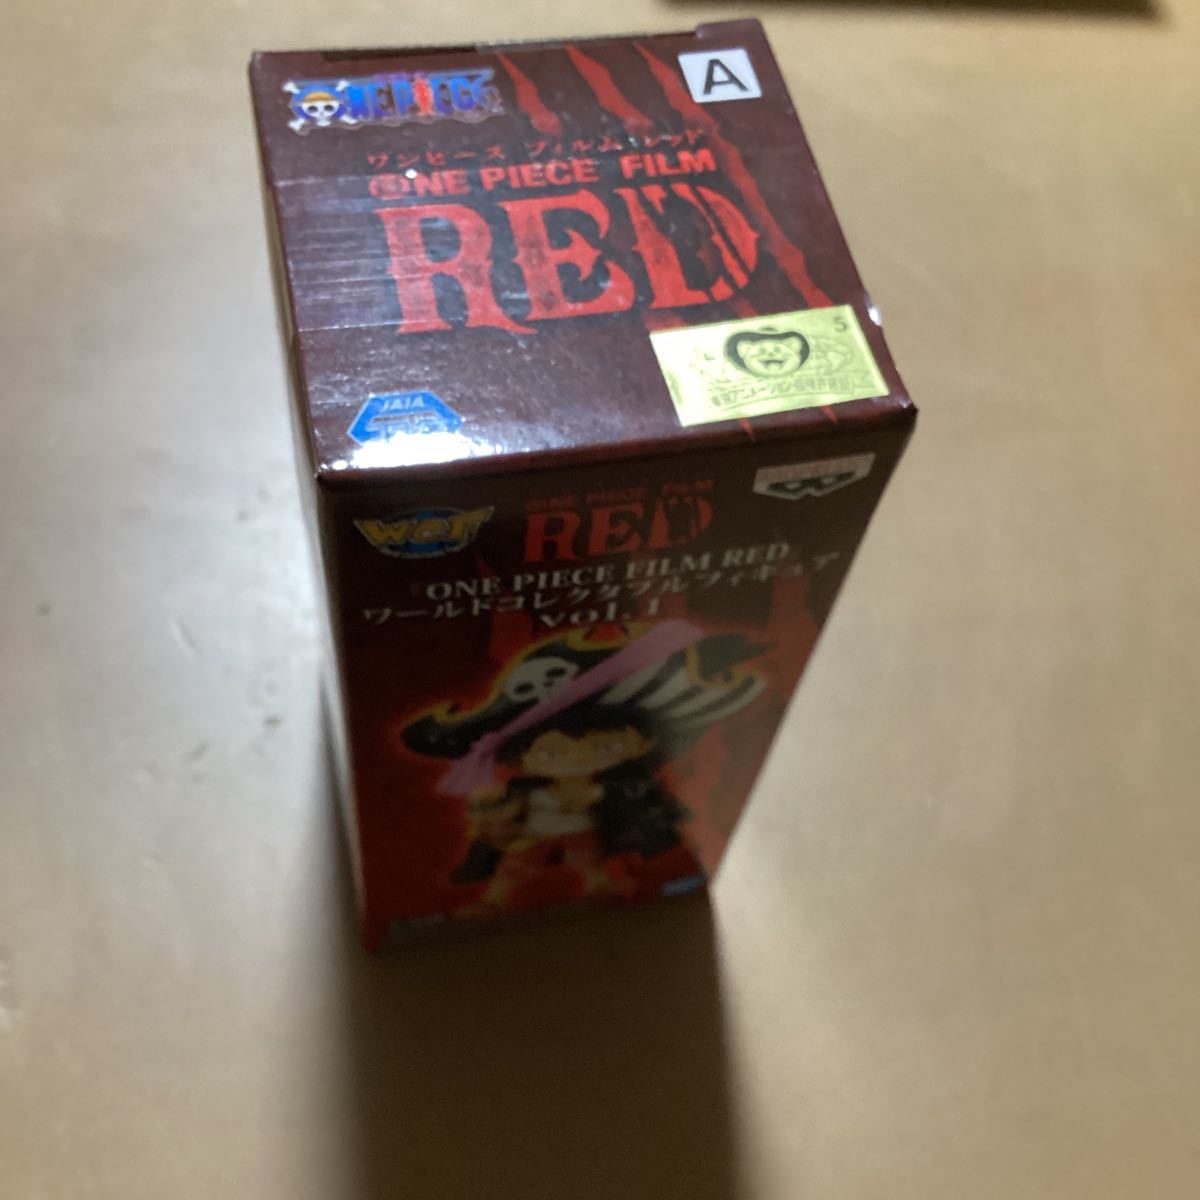 A
ONE PIECE
ワンピース フィルム レッド
ONE PIECE FILM
RED
5
JAIA
WCF
ONE PIECE FILM
RED
『ONE PIECE FILM RED』
ワールドコレクタブルフィギュア
vol.1